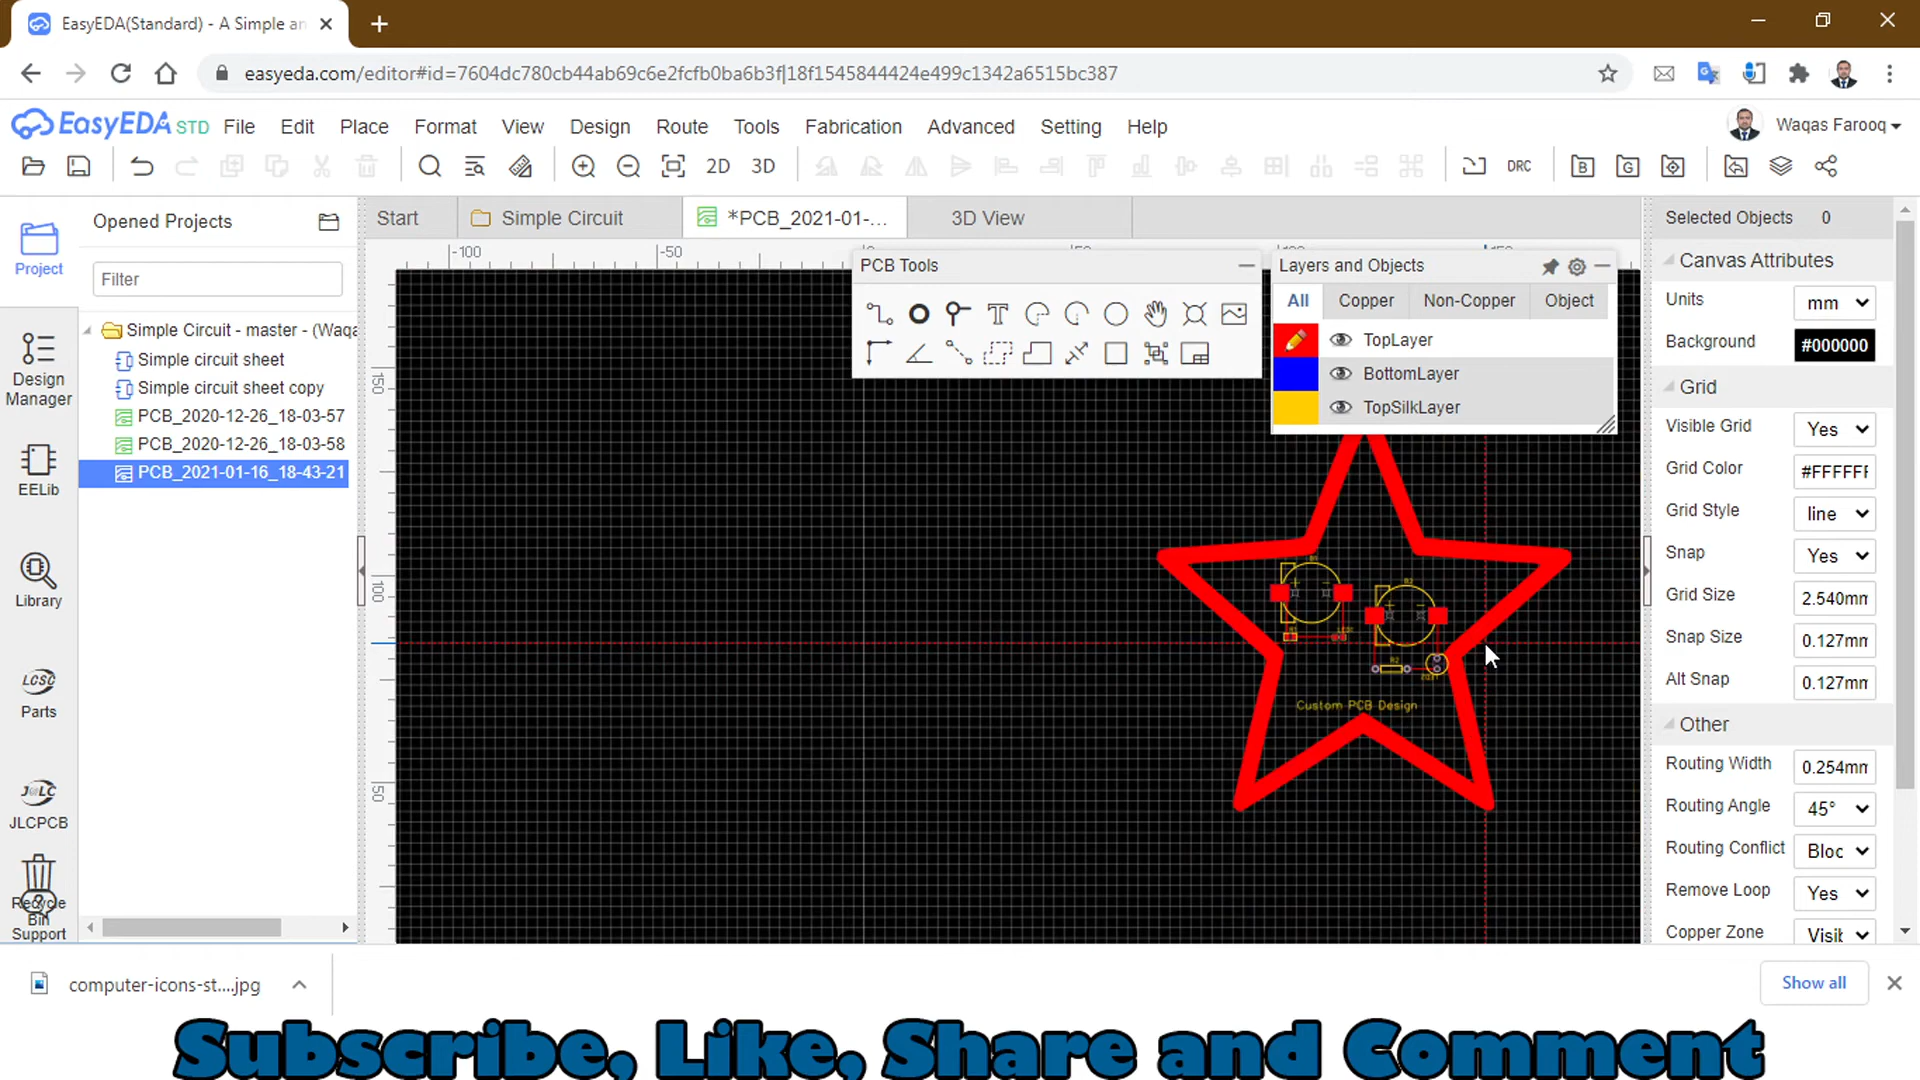 EasyEDA(Standard) - A Simple an
easyeda.com/editor#id=7604dc780cb44ab69c6e2fcfb0ba6b3f|18f1545844424e499c1342a6515bc387
EasyEDA STD File Edit Place Format View Design Route Tools Fabrication Advanced Setting Help Waqas Farooq
2D 3D DRC B G
Project
Design Manager
EELib
Library
LCSC
Parts
JLCPCB
Recycle Bin
Support
Opened Projects
Filter
Simple Circuit - master - (Waqa
Simple circuit sheet
Simple circuit sheet copy
PCB_2020-12-26_18-03-57
PCB_2020-12-26_18-03-58
PCB_2021-01-16_18-43-21
Start Simple Circuit *PCB_2021-01-... 3D View
-100 -50
150
100
50
PCB Tools
Layers and Objects
All Copper Non-Copper Object
TopLayer
BottomLayer
TopSilkLayer
B2
R2
Custom PCB Design
Selected Objects 0
Canvas Attributes
Units mm
Background #000000
Grid
Visible Grid Yes
Grid Color #FFFFFF
Grid Style line
Snap Yes
Grid Size 2.540mm
Snap Size 0.127mm
Alt Snap 0.127mm
Other
Routing Width 0.254mm
Routing Angle 45°
Routing Conflict Bloc
Remove Loop Yes
Copper Zone Visib
computer-icons-st....jpg
Show all
Subscribe, Like, Share and Comment